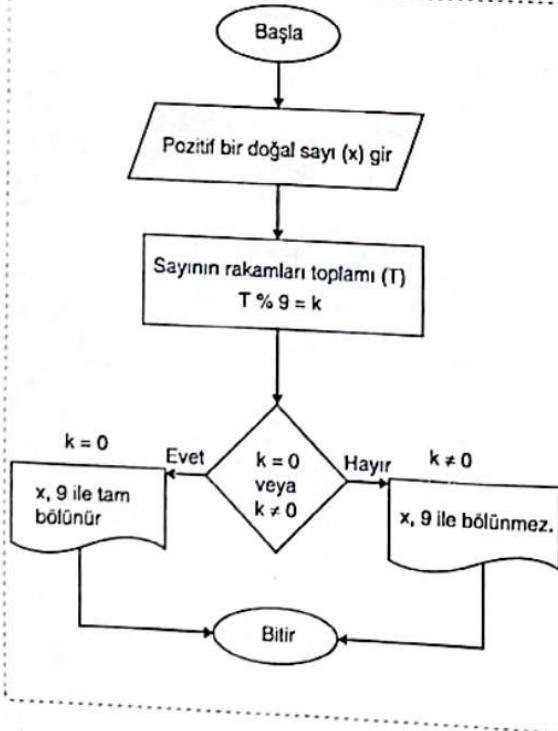 Başla
Pozitif bir doğal sayı (x) gir
Sayının rakamları toplamı (T)
T % 9 = k
k = 0
Evet
k = 0
veya
k ≠ 0
Hayır
k ≠ 0
x, 9 ile tam
bölünür
x, 9 ile bölünmez.
Bitir